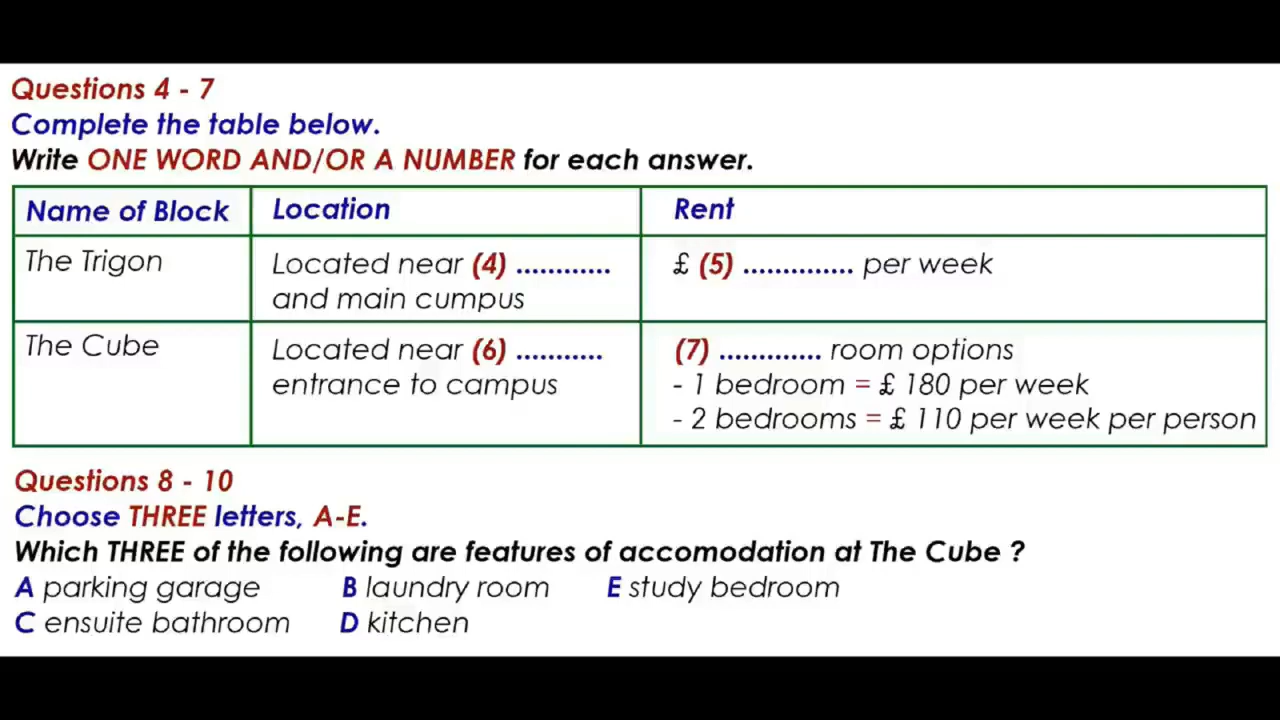 Questions 4 - 7
Complete the table below.
Write ONE WORD AND/OR A NUMBER for each answer.
Name of Block Location Rent
The Trigon Located near (4) ............ £ (5) .............. per week
and main cumpus
The Cube Located near (6) ........... (7) ............. room options
entrance to campus - 1 bedroom = £ 180 per week
- 2 bedrooms = £ 110 per week per person
Questions 8 - 10
Choose THREE letters, A-E.
Which THREE of the following are features of accomodation at The Cube ?
A parking garage B laundry room E study bedroom
C ensuite bathroom D kitchen